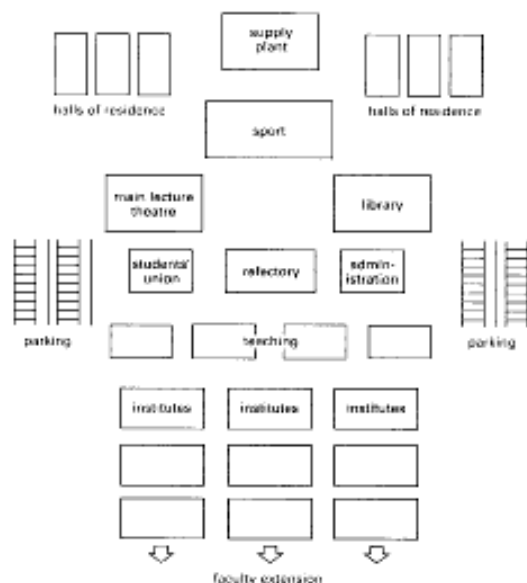 supply
plant
halls of residence
halls of residence
sport
main lecture
theatre
library
students'
union
refectory
admin-
istration
parking
teaching
parking
institutes
institutes
institutes
faculty extension